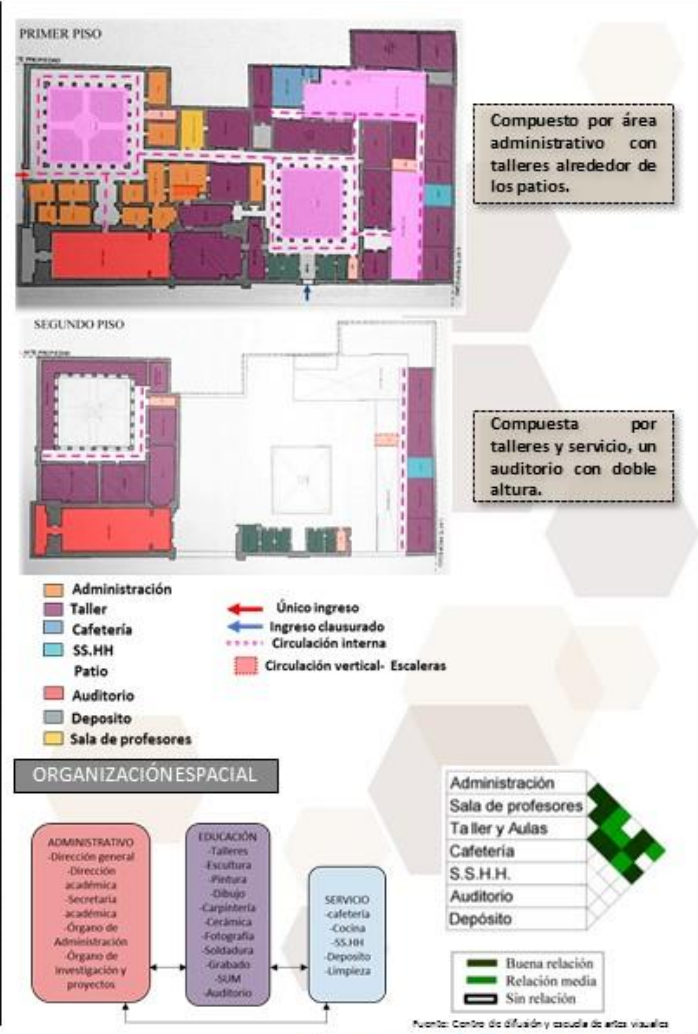 PRIMER PISO
Compuesto por área
administrativo con
talleres alrededor de
los patios.
SEGUNDO PISO
Compuesta por
talleres y servicio, un
auditorio con doble
altura.
Administración
Taller
Cafetería
SS.HH
Patio
Auditorio
Deposito
Sala de profesores
Único ingreso
Ingreso clausurado
Circulación interna
Circulación vertical- Escaleras
ORGANIZACIÓN ESPACIAL
ADMINISTRATIVO
-Dirección general
-Dirección
académica
-Secretaria
académica
-Órgano de
Administración
-Órgano de
investigación y
proyectos
EDUCACIÓN
-Talleres
-Escultura
-Pintura
-Dibujo
-Carpintería
-Cerámica
-Fotografía
-Soldadura
-Grabado
-SUM
-Auditorio
SERVICIO
-cafetería
-Cocina
-SS.HH
-Deposito
-Limpieza
Administración
Sala de profesores
Taller y Aulas
Cafetería
S.S.H.H.
Auditorio
Depósito
Buena relación
Relación media
Sin relación
Fuente: Centro de difusión y escuela de artes visuales